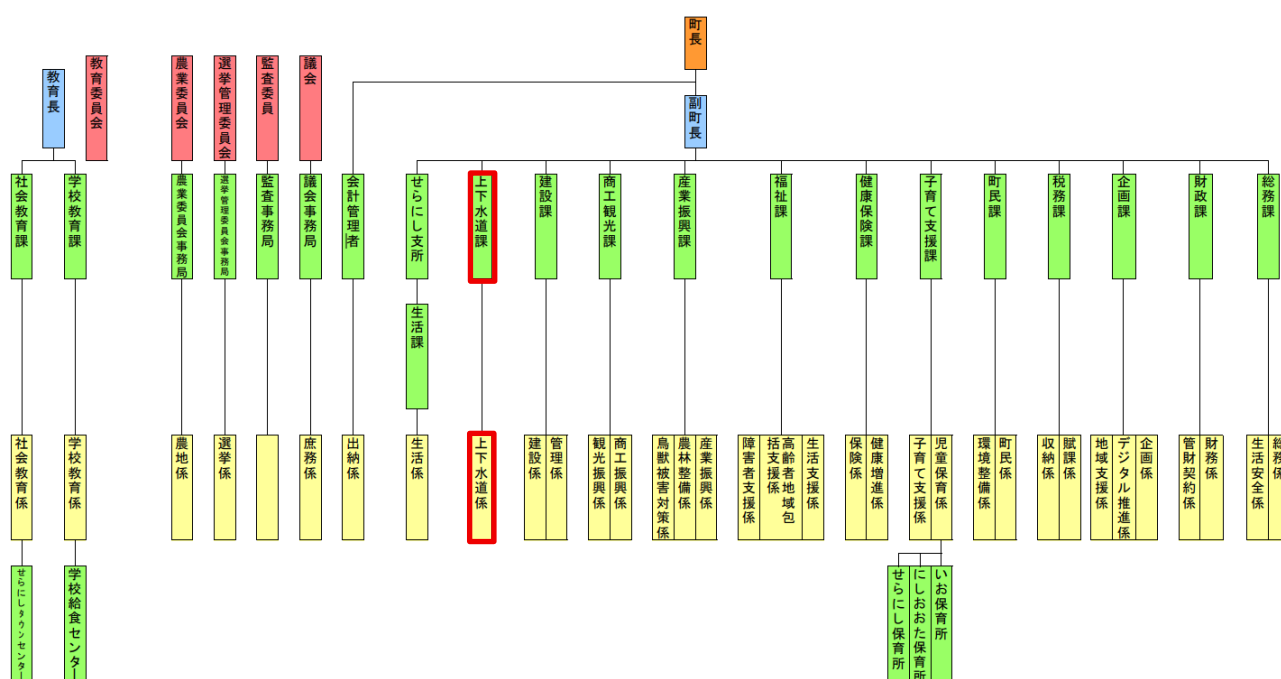 町長
副町長
教育長
教育委員会
農業委員会
選挙管理委員会
監査委員
議会
社会教育課
学校教育課
農業委員会事務局
選挙管理委員会事務局
監査事務局
議会事務局
会計管理者
せらにし支所
上下水道課
建設課
商工観光課
産業振興課
福祉課
健康保険課
子育て支援課
町民課
税務課
企画課
財政課
総務課
生活課
社会教育係
学校教育係
農地係
選挙係
庶務係
出納係
生活係
上下水道係
建設係
管理係
観光振興係
商工振興係
鳥獣被害対策係
農林整備係
産業振興係
障害者支援係
高齢者地域包
括支援係
生活支援係
保険係
健康増進係
子育て支援係
児童保育係
環境整備係
町民係
収納係
賦課係
地域支援係
デジタル推進係
企画係
管財契約係
財務係
生活安全係
総務係
せらにしタウンセンター
学校給食センター
せらにし保育所
にしおおた保育所
いお保育所